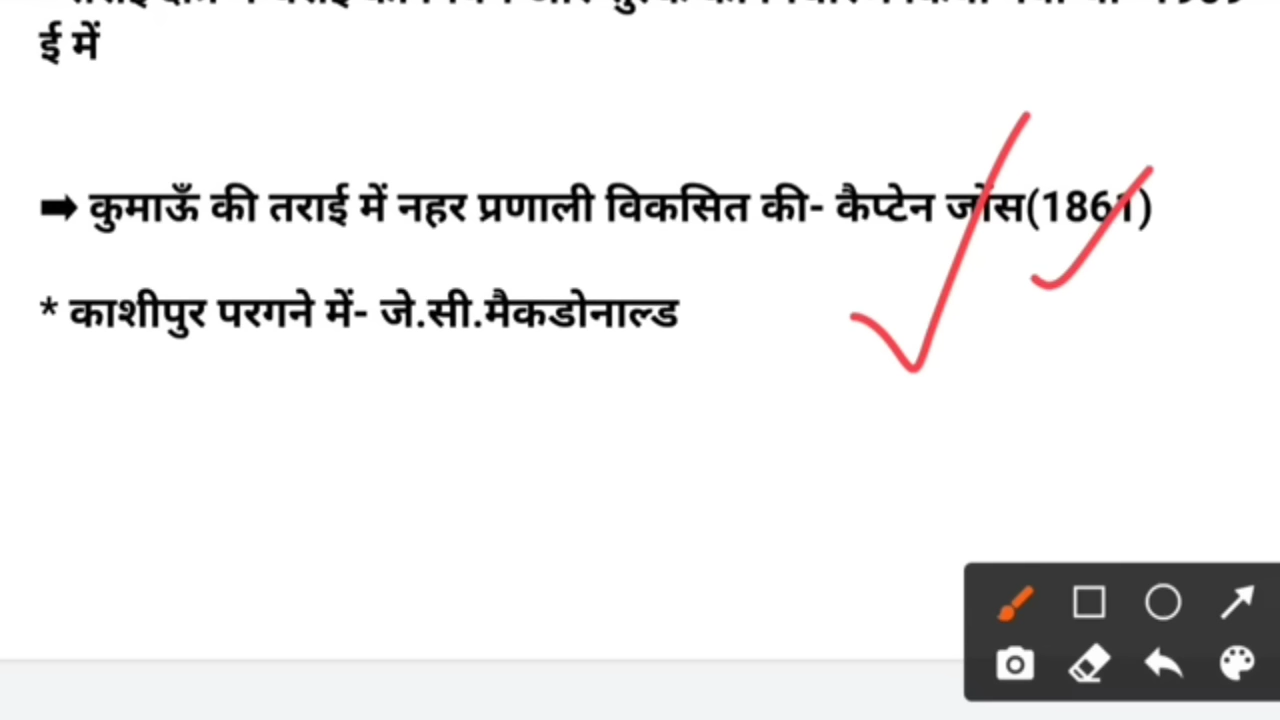 ई में
➡ कुमाऊँ की तराई में नहर प्रणाली विकसित की- कैप्टेन जोंस(1861)
* काशीपुर परगने में- जे.सी.मैकडोनाल्ड